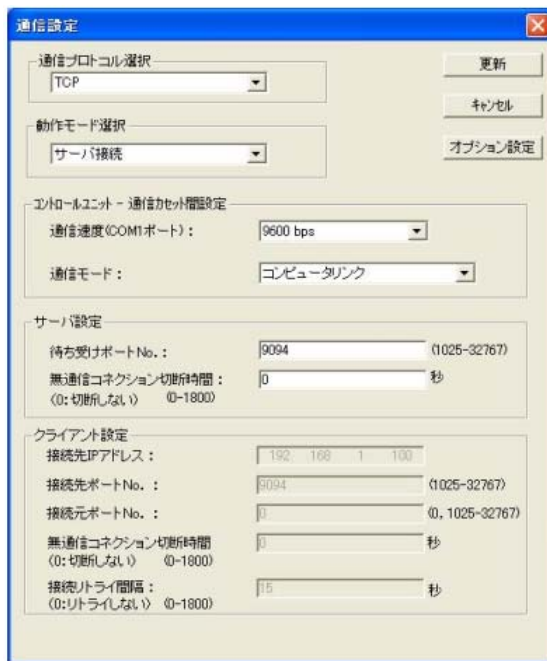 通信設定
通信プロトコル選択
TCP
更新
キャンセル
動作モード選択
サーバ接続
オプション設定
コントロールユニット - 通信カセット間設定
通信速度(COM1ポート): 9600 bps
通信モード: コンピュータリンク
サーバ設定
待ち受けポートNo.: 9094 (1025-32767)
無通信コネクション切断時間: 0 秒
(0:切断しない) (0-1800)
クライアント設定
接続先IPアドレス: 192 168 1 100
接続先ポートNo.: 9094 (1025-32767)
接続元ポートNo.: 0 (0, 1025-32767)
無通信コネクション切断時間 0 秒
(0:切断しない) (0-1800)
接続リトライ間隔: 15 秒
(0:リトライしない) (0-1800)